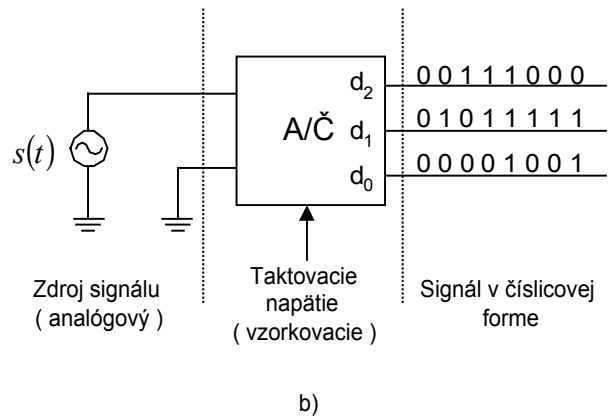 s(t)
A/Č
d2 0 0 1 1 1 0 0 0
d1 0 1 0 1 1 1 1 1
d0 0 0 0 0 1 0 0 1
Zdroj signálu
( analógový )
Taktovacie
napätie
( vzorkovacie )
Signál v číslicovej
forme
b)